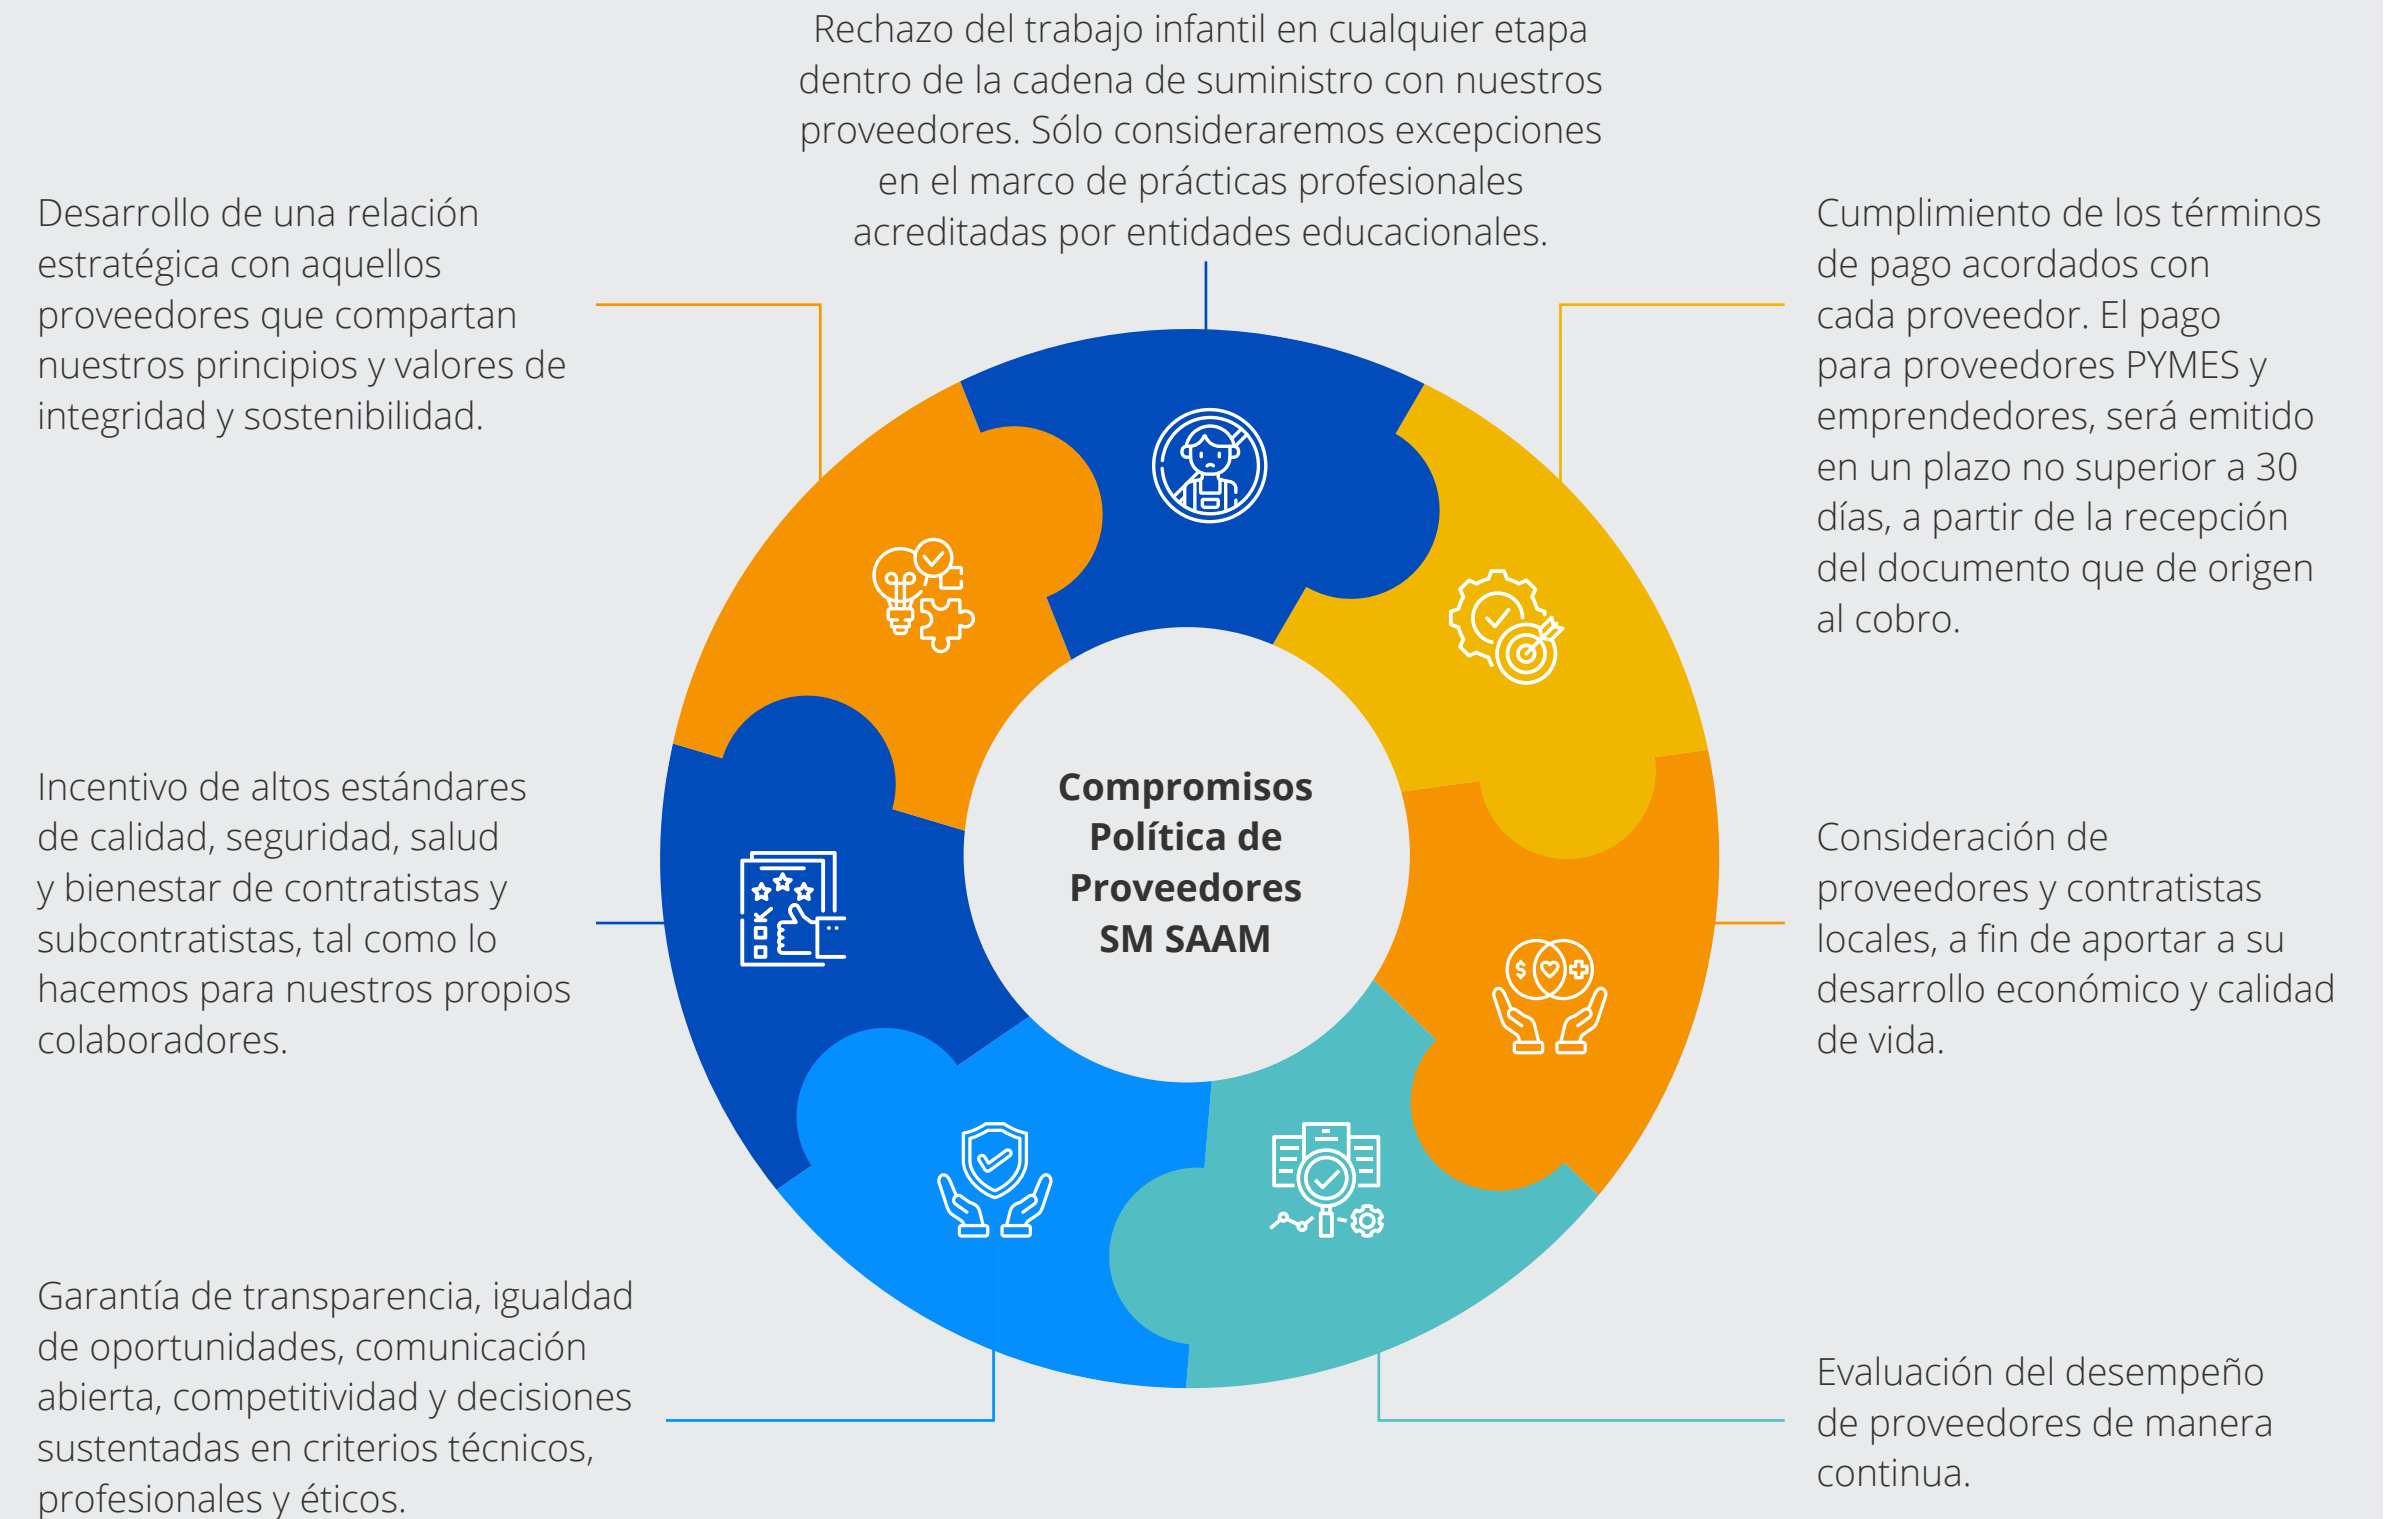 Rechazo del trabajo infantil en cualquier etapa
dentro de la cadena de suministro con nuestros
proveedores. Sólo consideraremos excepciones
en el marco de prácticas profesionales
acreditadas por entidades educacionales.
Desarrollo de una relación
estratégica con aquellos
proveedores que compartan
nuestros principios y valores de
integridad y sostenibilidad.
Cumplimiento de los términos
de pago acordados con
cada proveedor. El pago
para proveedores PYMES y
emprendedores, será emitido
en un plazo no superior a 30
días, a partir de la recepción
del documento que de origen
al cobro.
Compromisos
Política de
Proveedores
SM SAAM
Incentivo de altos estándares
de calidad, seguridad, salud
y bienestar de contratistas y
subcontratistas, tal como lo
hacemos para nuestros propios
colaboradores.
Consideración de
proveedores y contratistas
locales, a fin de aportar a su
desarrollo económico y calidad
de vida.
$
Garantía de transparencia, igualdad
de oportunidades, comunicación
abierta, competitividad y decisiones
sustentadas en criterios técnicos,
profesionales y éticos.
Evaluación del desempeño
de proveedores de manera
continua.